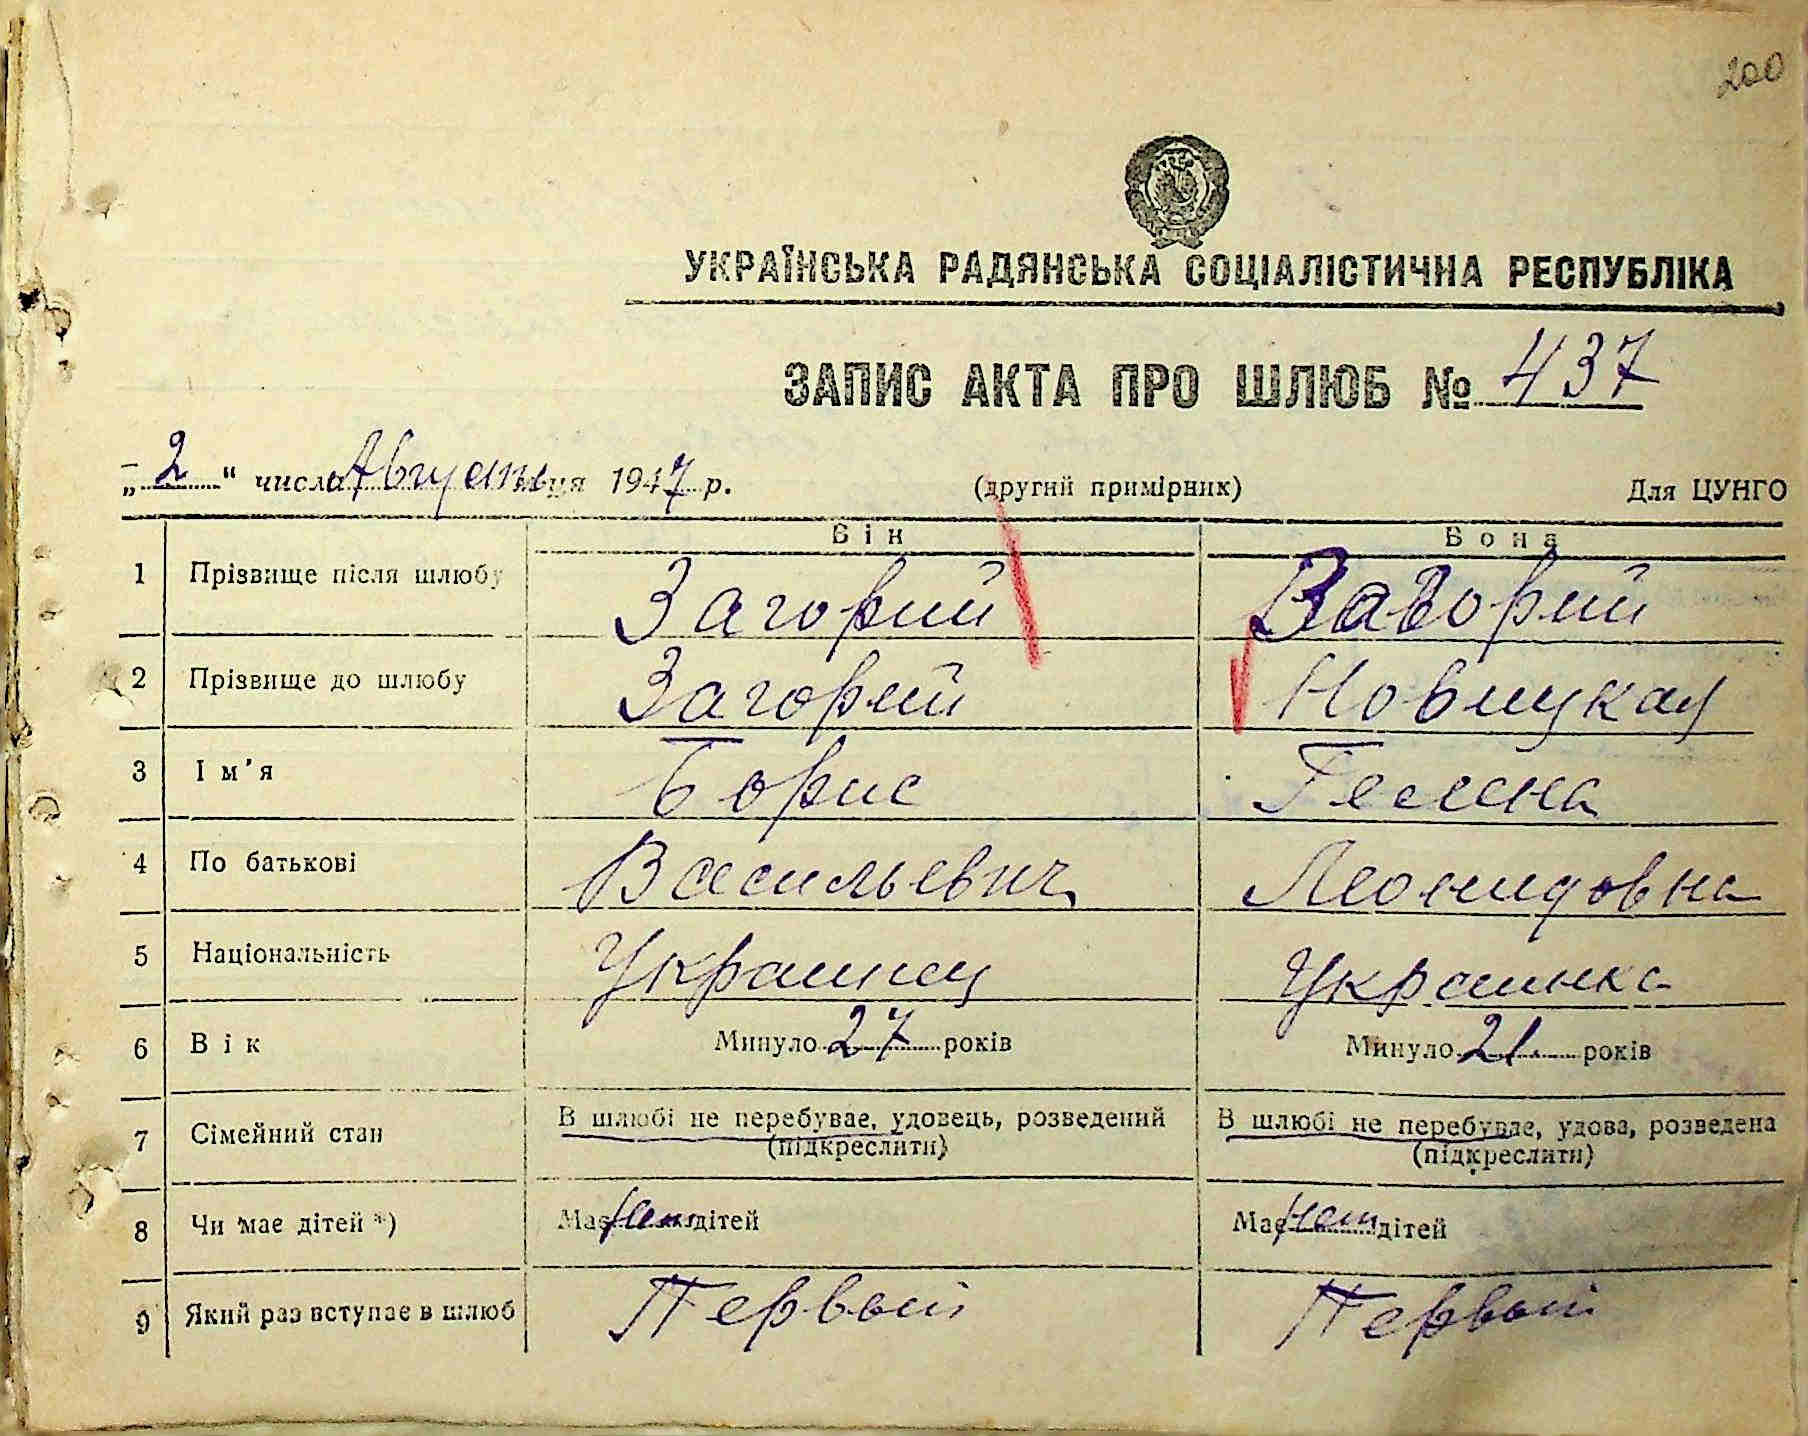 200
УКРАЇНСЬКА РАДЯНСЬКА СОЦІАЛІСТИЧНА РЕСПУБЛІКА
ЗАПИС АКТА ПРО ШЛЮБ № 437
„2“ числа Августа ця 1947 р. (другий примірник) Для ЦУНГО
Він Вона
1 Прізвище після шлюбу Загорий Загорий
2 Прізвище до шлюбу Загорий Новицкая
3 Ім'я Борис Гелена
4 По батькові Васильевич Леонидовна
5 Національність Украинец Украинка
6 Вік Минуло 27 років Минуло 21. років
7 Сімейний стан В шлюбі не перебуває, удовець, розведений В шлюбі не перебуває, удова, розведена
(підкреслити) (підкреслити)
8 Чи має дітей *) Має нет дітей Має нет дітей
9 Який раз вступає в шлюб Первый Первый